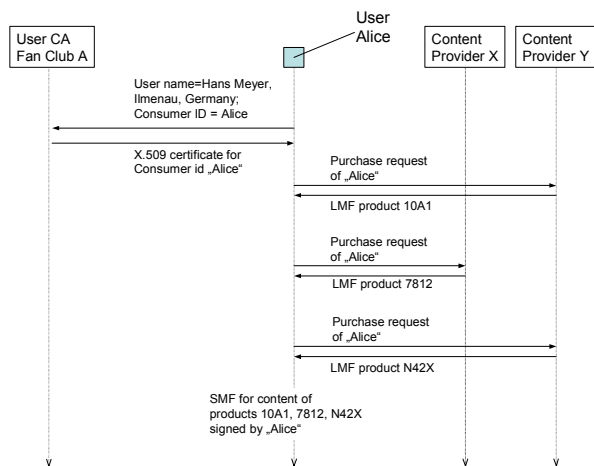 User CA
Fan Club A
User
Alice
Content
Provider X
Content
Provider Y
User name=Hans Meyer,
Ilmenau, Germany;
Consumer ID = Alice
X.509 certificate for
Consumer id „Alice“
Purchase request
of „Alice“
LMF product 10A1
Purchase request
of „Alice“
LMF product 7812
Purchase request
of „Alice“
LMF product N42X
SMF for content of
products 10A1, 7812, N42X
signed by „Alice“